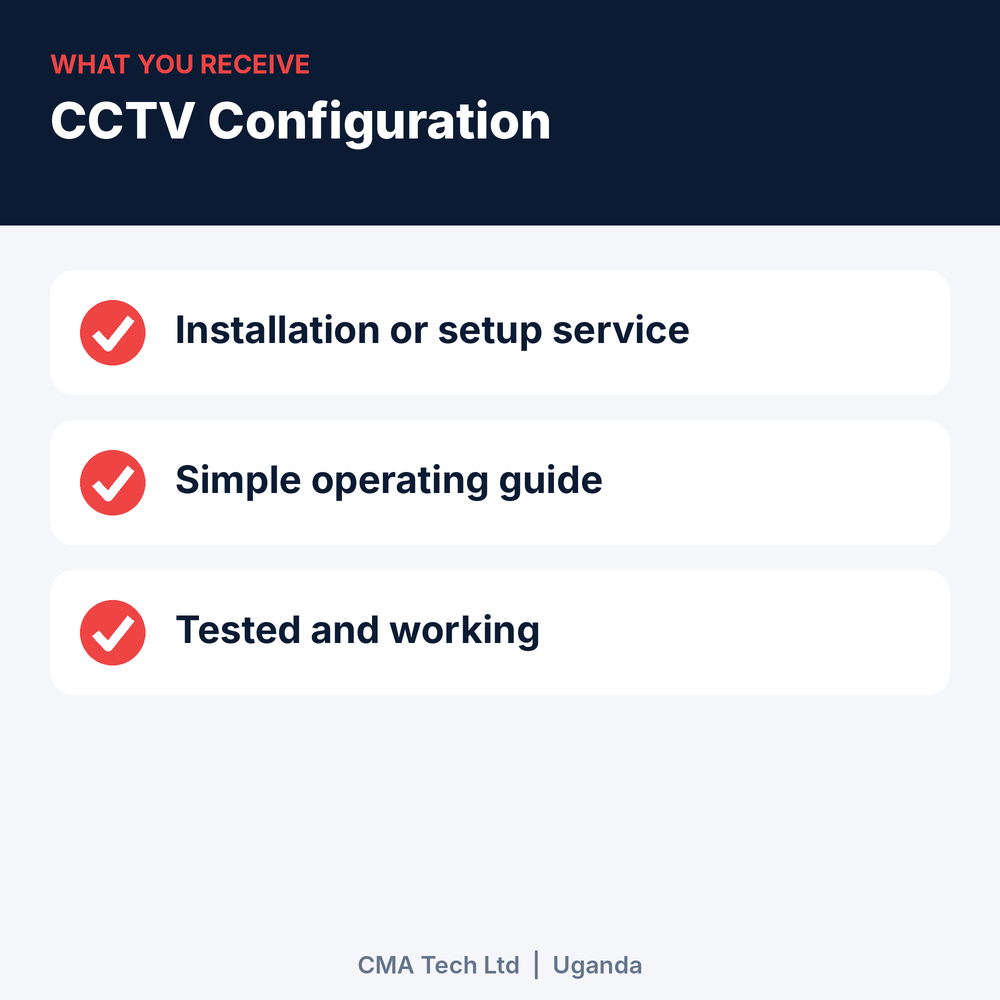 WHAT YOU RECEIVE
CCTV Configuration
Installation or setup service
Simple operating guide
Tested and working
CMA Tech Ltd | Uganda